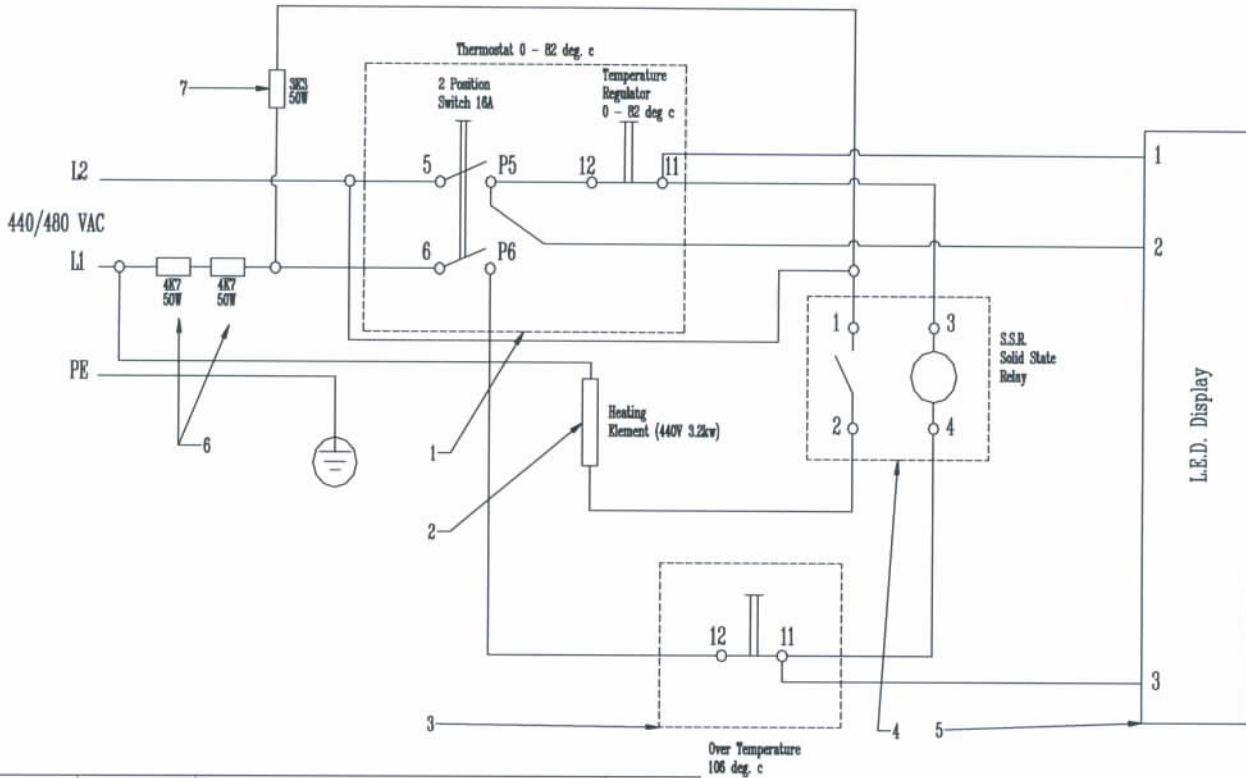 Thermostat 0 - 82 deg. c
7
3K3
50W
2 Position
Switch 16A
Temperature
Regulator
0 - 82 deg c
L2
5
P5
12
11
1
440/480 VAC
2
L1
6
P6
4K7
50W
4K7
50W
1
3
S.S.R.
Solid State
Relay
PE
L.E.D. Display
Heating
Element (440V 3.2kw)
2
4
6
1
2
12
11
3
3
4
5
Over Temperature
106 deg. c